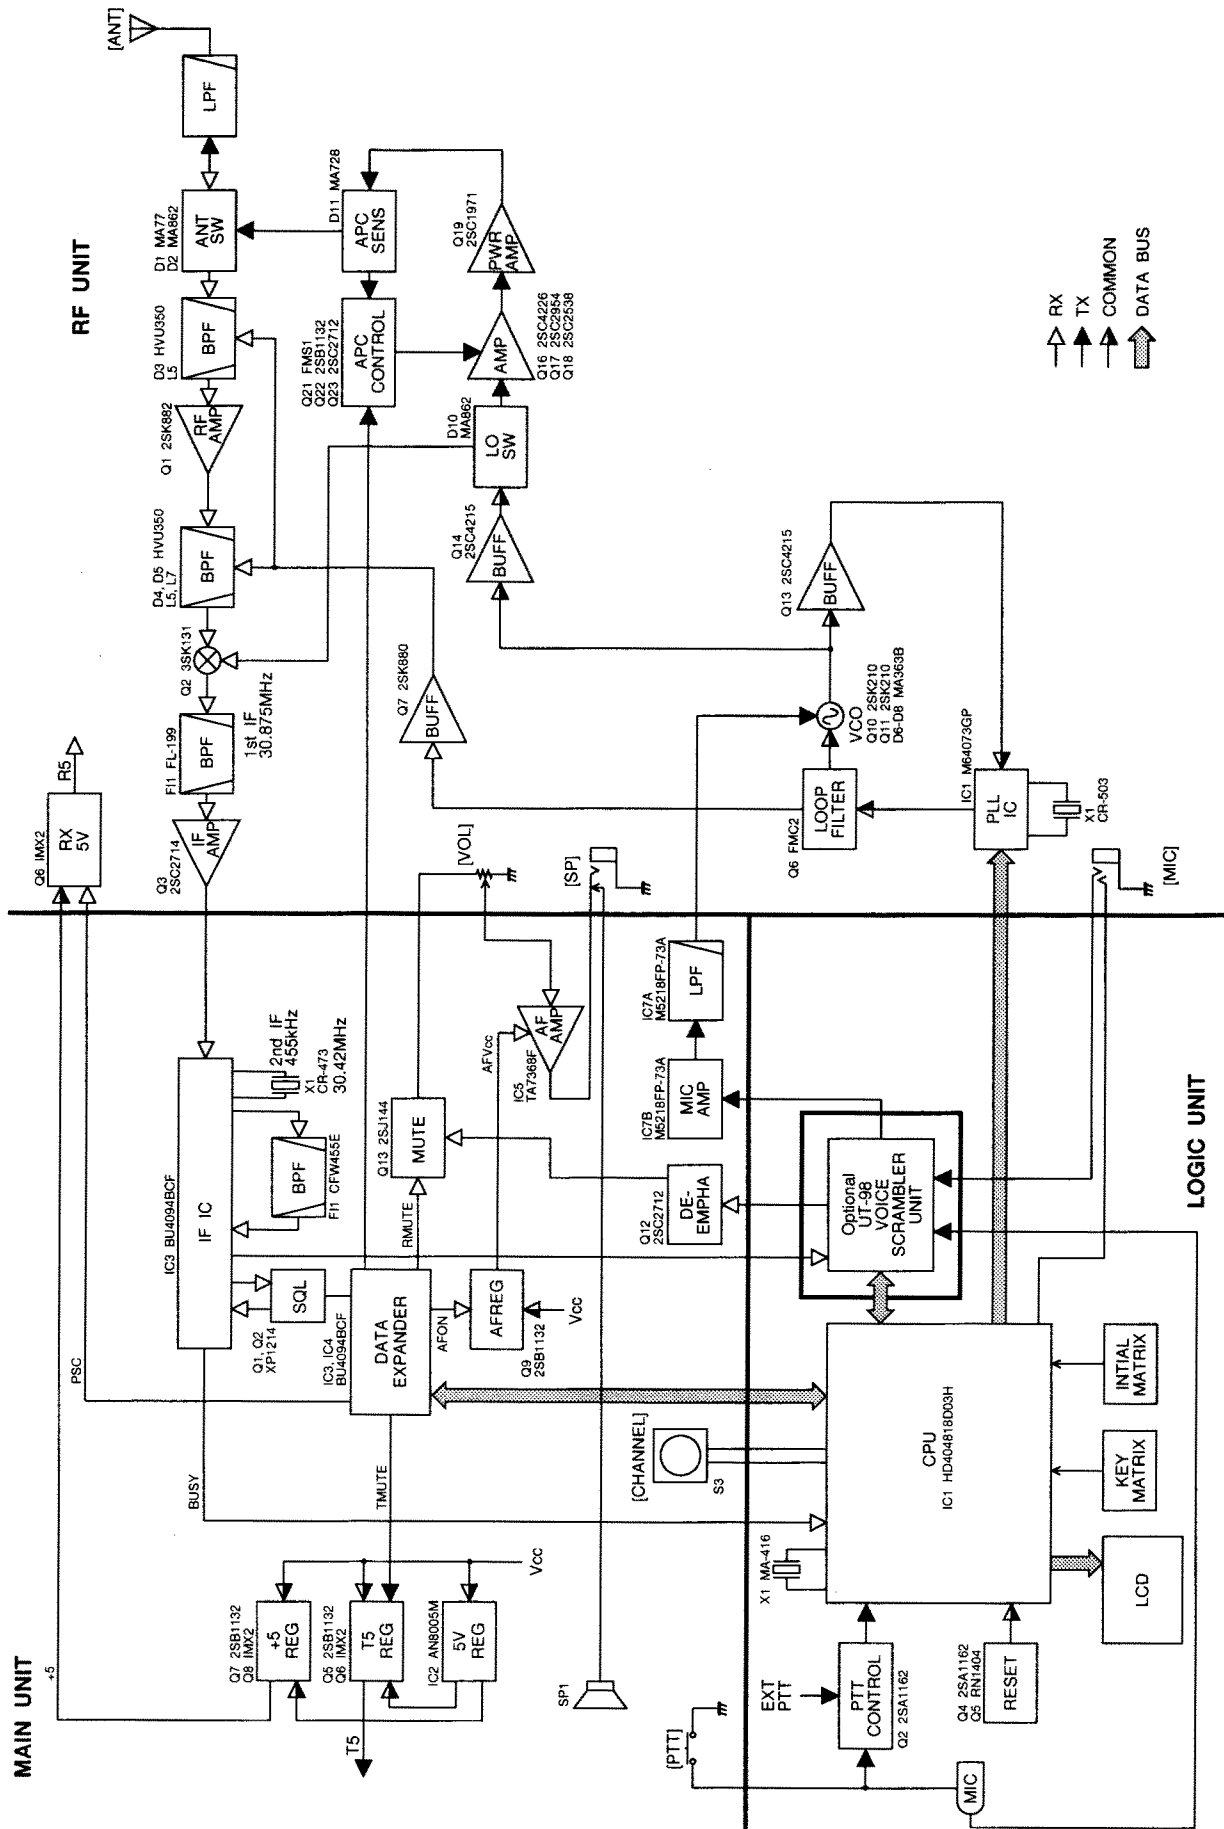 MAIN UNIT
RF UNIT
LOGIC UNIT
[ANT]
LPF
D1 MA77
D2 MA862
ANT
SW
D3 HVU350
L5
BPF
Q1 2SK882
RF
AMP
D4, D5 HVU350
L5, L7
BPF
Q2 3SK131
1st IF
30.875MHz
FI1 FL-199
BPF
Q3
2SC2714
IF
AMP
Q6 IMX2
RX
5V
R5
D11 MA728
APC
SENS
Q21 FMS1
Q22 2SB1132
Q23 2SC2712
APC
CONTROL
Q19
2SC1971
PWR
AMP
AMP
Q16 2SC4226
Q17 2SC2954
Q18 2SC2538
D10
MA862
LO
SW
Q14
2SC4215
BUFF
Q7 2SK880
BUFF
Q13 2SC4215
BUFF
VCO
Q10 2SK210
Q11 2SK210
D6-D8 MA363B
LOOP
FILTER
Q6 FMC2
IC1 M64073GP
PLL
IC
X1
CR-503
RX
TX
COMMON
DATA BUS
[VOL]
[SP]
[MIC]
+5
PSC
BUSY
IC3 BU4094BCF
IF IC
2nd IF
455kHz
X1
CR-473
30.42MHz
BPF
FI1 CFW455E
Q1, Q2
XP1214
SQL
IC3, IC4
BU4094BCF
DATA
EXPANDER
RMUTE
TMUTE
AFON
Q13 2SJ144
MUTE
AFVcc
AFREG
Q9
2SB1132
Vcc
IC5
TA7368F
AF
AMP
IC7A
M5218FP-73A
LPF
IC7B
M5218FP-73A
MIC
AMP
Q12
2SC2712
DE-
EMPHA
Optional
UT-98
VOICE
SCRAMBLER
UNIT
Q7 2SB1132
Q8 IMX2
+5
REG
Q5 2SB1132
Q6 IMX2
T5
REG
IC2 AN8005M
5V
REG
Vcc
T5
SP1
[CHANNEL]
S3
X1 MA-416
CPU
IC1 HD404818D03H
INTIAL
MATRIX
KEY
MATRIX
LCD
EXT
PTT
PTT
CONTROL
Q2 2SA1162
Q4 2SA1162
Q5 RN1404
RESET
[PTT]
MIC